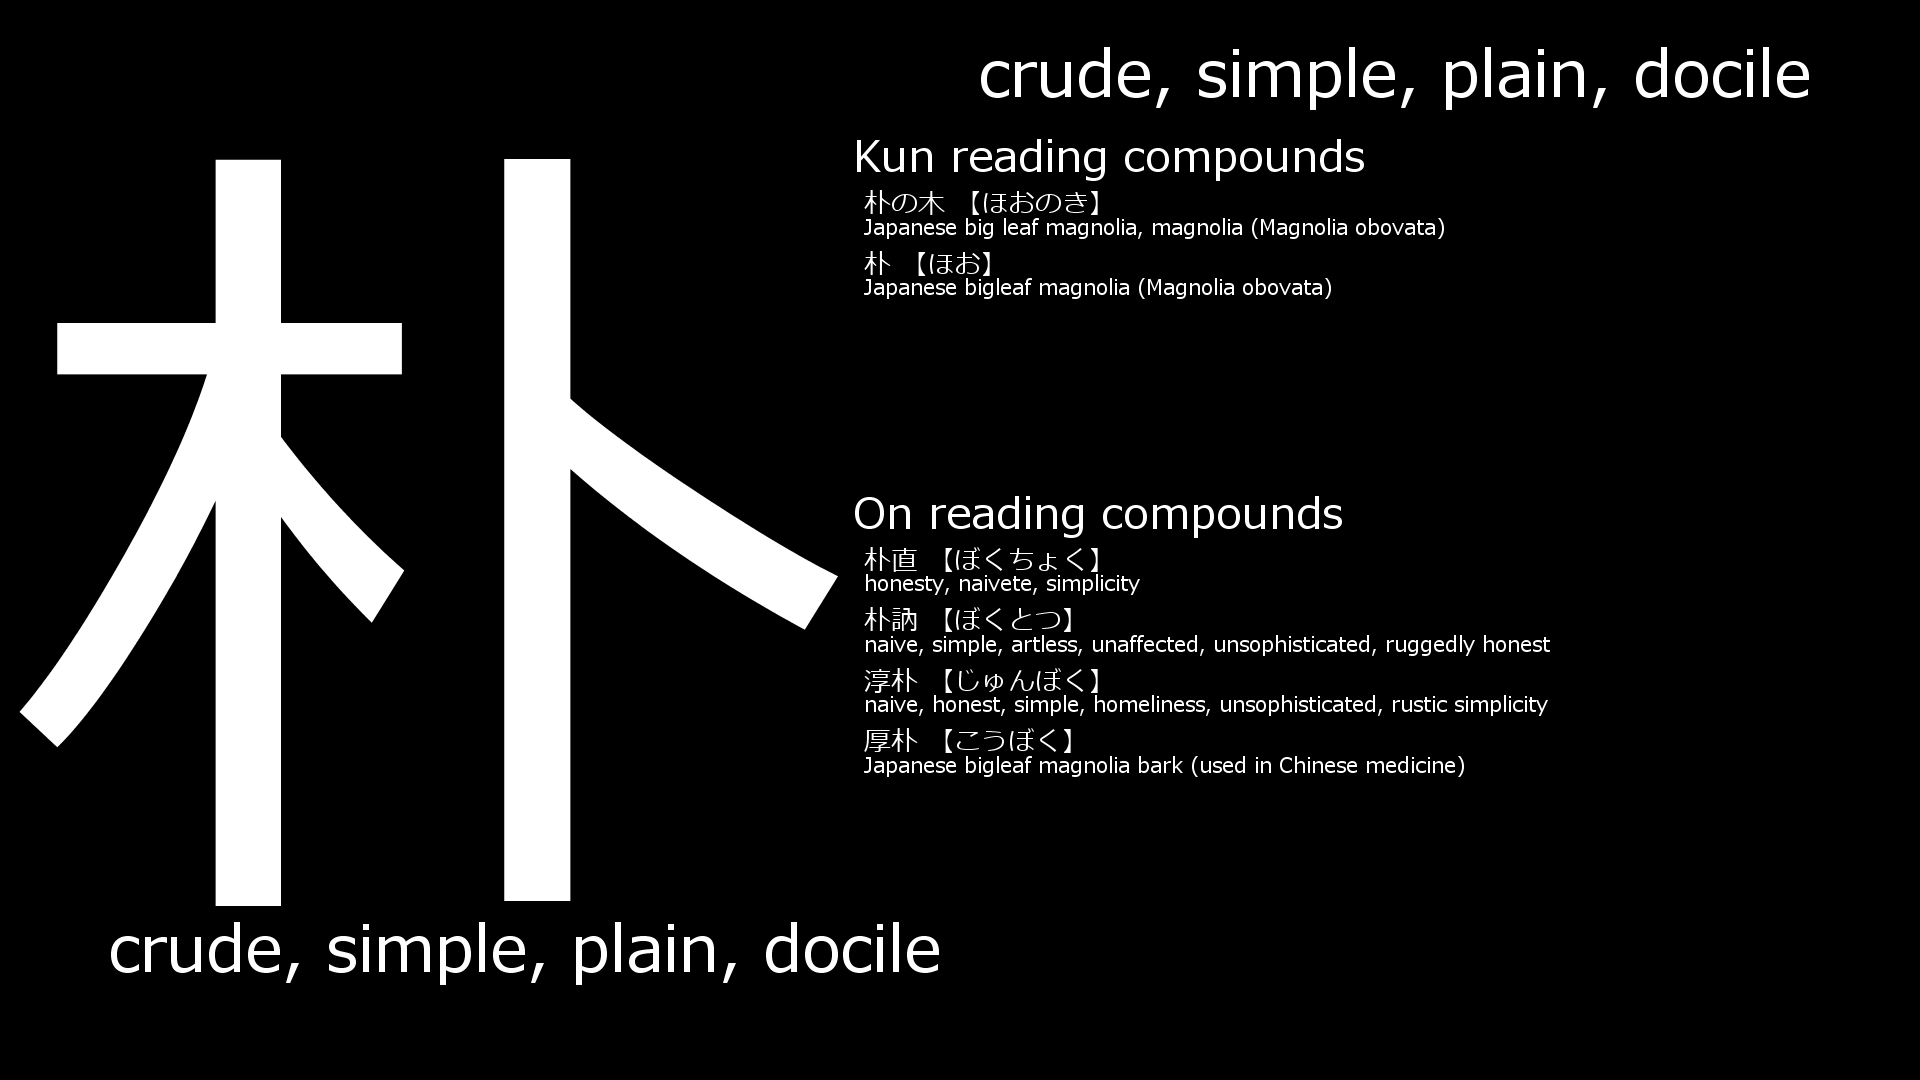 朴
crude, simple, plain, docile
crude, simple, plain, docile
Kun reading compounds
朴の木 【ほおのき】
Japanese big leaf magnolia, magnolia (Magnolia obovata)
朴 【ほお】
Japanese bigleaf magnolia (Magnolia obovata)
On reading compounds
朴直 【ぼくちょく】
honesty, naivete, simplicity
朴訥 【ぼくとつ】
naive, simple, artless, unaffected, unsophisticated, ruggedly honest
淳朴 【じゅんぼく】
naive, honest, simple, homeliness, unsophisticated, rustic simplicity
厚朴 【こうぼく】
Japanese bigleaf magnolia bark (used in Chinese medicine)